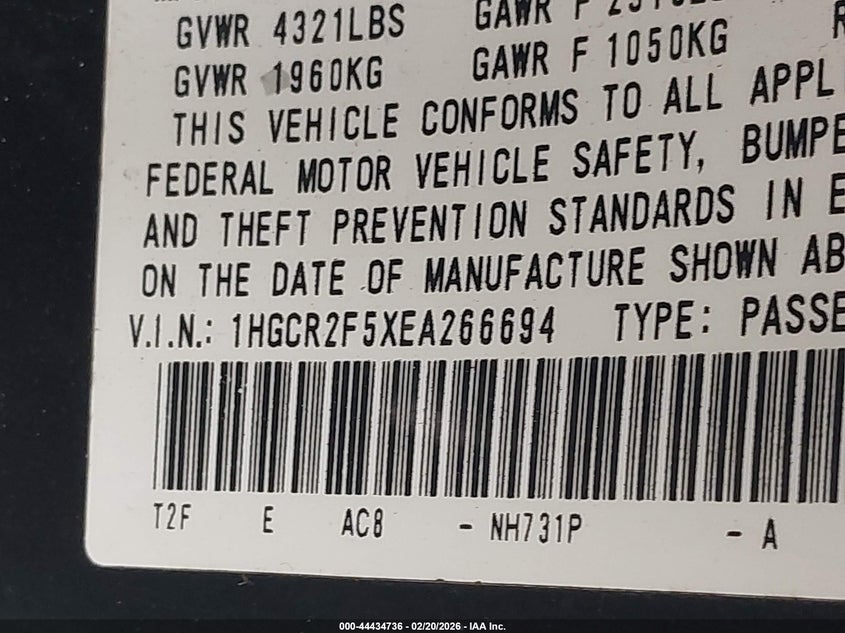 GVWR 4321LBS GAWR F
GVWR 1960KG GAWR F 1050KG
THIS VEHICLE CONFORMS TO ALL APPL
FEDERAL MOTOR VEHICLE SAFETY, BUMPE
AND THEFT PREVENTION STANDARDS IN E
ON THE DATE OF MANUFACTURE SHOWN AB
V.I.N.: 1HGCR2F5XEA266694 TYPE: PASSE
T2F E AC8 - NH731P - A
000-44434736 - 02/20/2026 - IAA Inc.